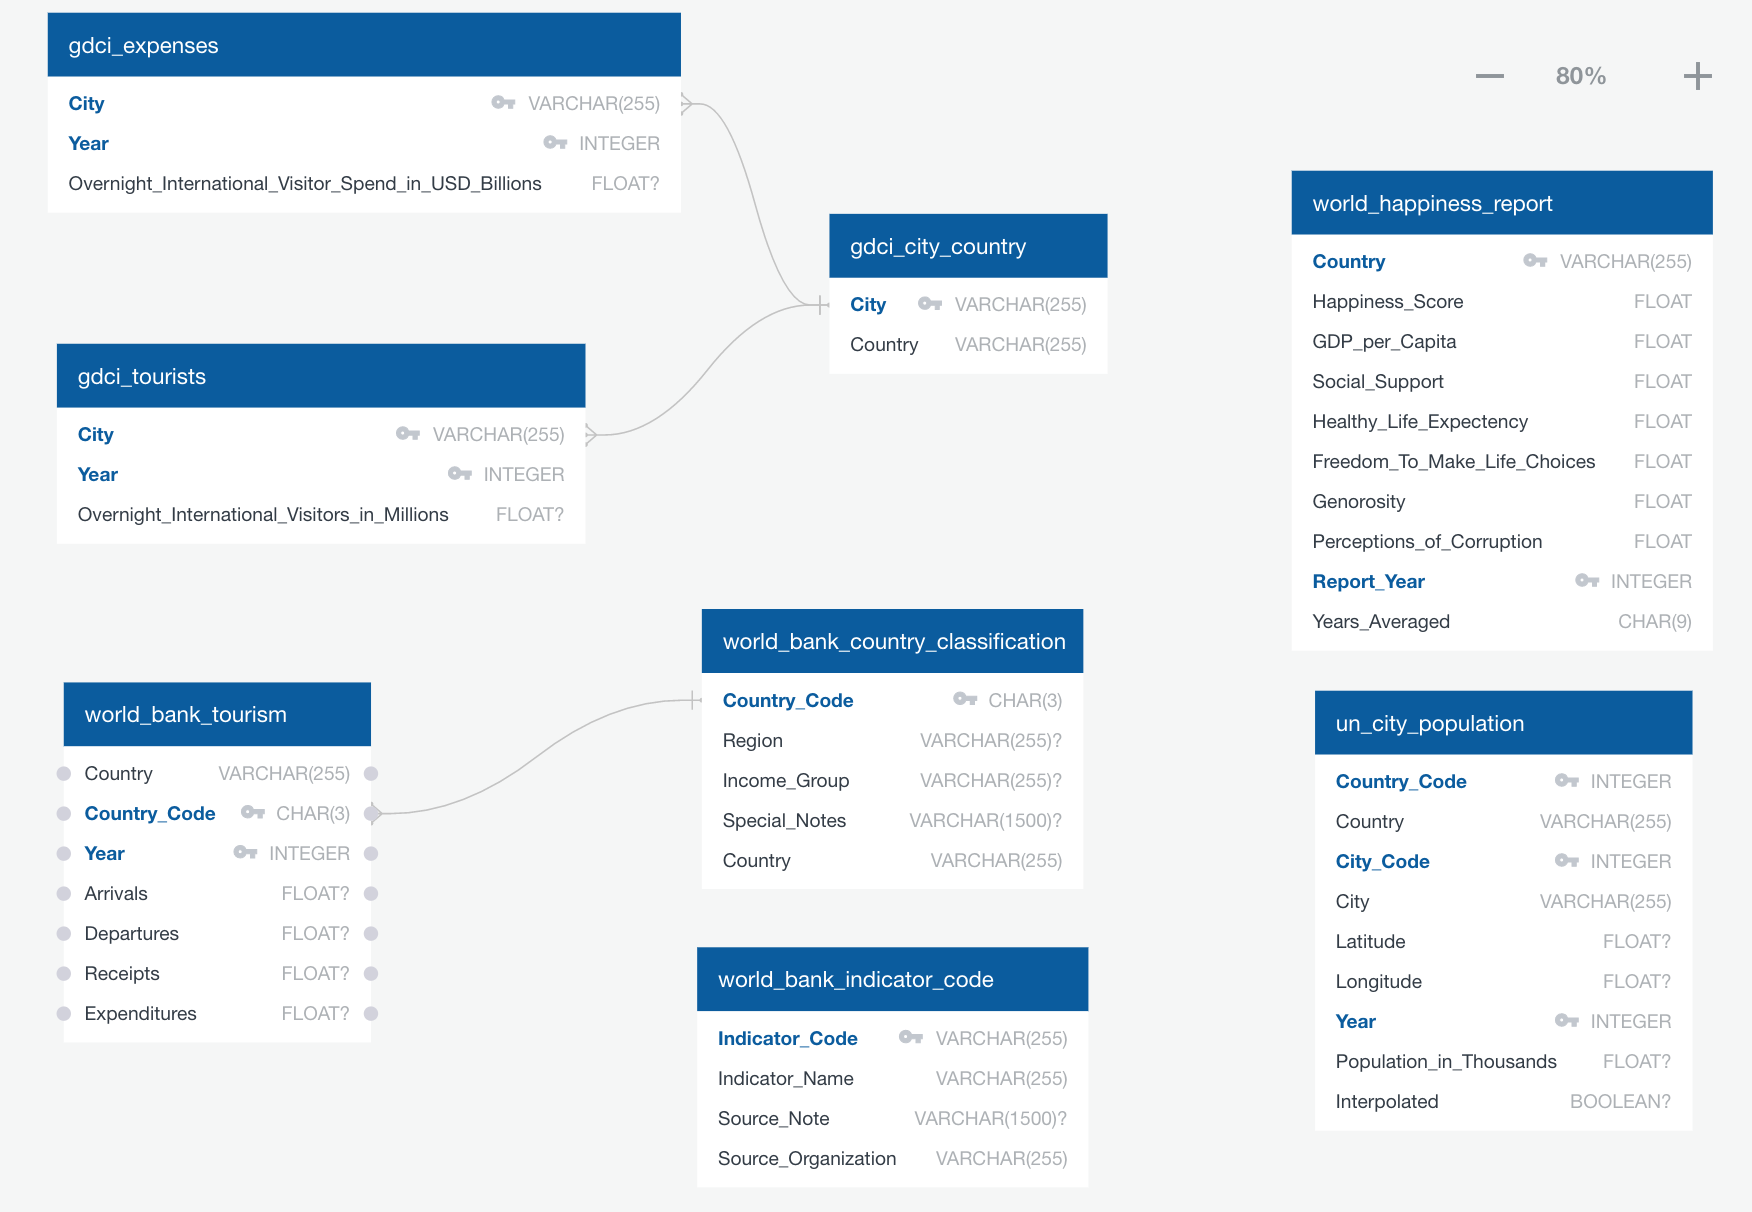 gdci_expenses
City VARCHAR(255)
Year INTEGER
Overnight_International_Visitor_Spend_in_USD_Billions FLOAT?
80%
gdci_city_country
City VARCHAR(255)
Country VARCHAR(255)
world_happiness_report
Country VARCHAR(255)
Happiness_Score FLOAT
GDP_per_Capita FLOAT
Social_Support FLOAT
Healthy_Life_Expectency FLOAT
Freedom_To_Make_Life_Choices FLOAT
Genorosity FLOAT
Perceptions_of_Corruption FLOAT
Report_Year INTEGER
Years_Averaged CHAR(9)
gdci_tourists
City VARCHAR(255)
Year INTEGER
Overnight_International_Visitors_in_Millions FLOAT?
world_bank_country_classification
Country_Code CHAR(3)
Region VARCHAR(255)?
Income_Group VARCHAR(255)?
Special_Notes VARCHAR(1500)?
Country VARCHAR(255)
world_bank_tourism
Country VARCHAR(255)
Country_Code CHAR(3)
Year INTEGER
Arrivals FLOAT?
Departures FLOAT?
Receipts FLOAT?
Expenditures FLOAT?
un_city_population
Country_Code INTEGER
Country VARCHAR(255)
City_Code INTEGER
City VARCHAR(255)
Latitude FLOAT?
Longitude FLOAT?
Year INTEGER
Population_in_Thousands FLOAT?
Interpolated BOOLEAN?
world_bank_indicator_code
Indicator_Code VARCHAR(255)
Indicator_Name VARCHAR(255)
Source_Note VARCHAR(1500)?
Source_Organization VARCHAR(255)